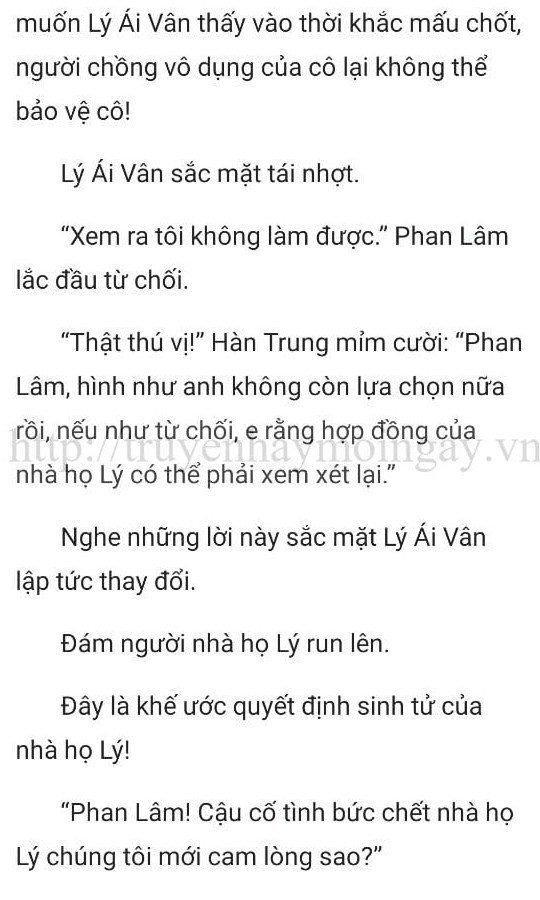 muốn Lý Ái Vân thấy vào thời khắc mấu chốt,
người chồng vô dụng của cô lại không thể
bảo vệ cô!
Lý Ái Vân sắc mặt tái nhợt.
“Xem ra tôi không làm được.” Phan Lâm
lắc đầu từ chối.
“Thật thú vị!” Hàn Trung mỉm cười: “Phan
Lâm, hình như anh không còn lựa chọn nữa
rồi, nếu như từ chối, e rằng hợp đồng của
http://truyenhaymoingay.vn
nhà họ Lý có thể phải xem xét lại.”
Nghe những lời này sắc mặt Lý Ái Vân
lập tức thay đổi.
Đám người nhà họ Lý run lên.
Đây là khế ước quyết định sinh tử của
nhà họ Lý!
“Phan Lâm! Cậu cố tình bức chết nhà họ
Lý chúng tôi mới cam lòng sao?”